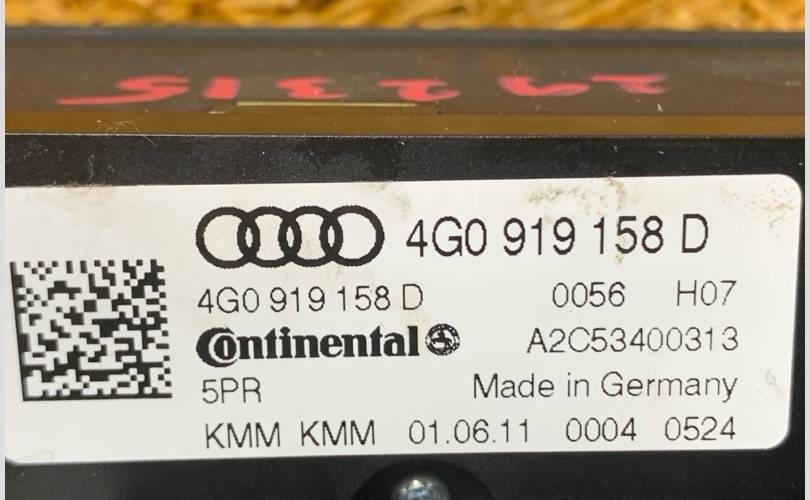 4G0 919 158 D
4G0 919 158 D 0056 H07
Continental A2C53400313
5PR Made in Germany
KMM KMM 01.06.11 0004 0524